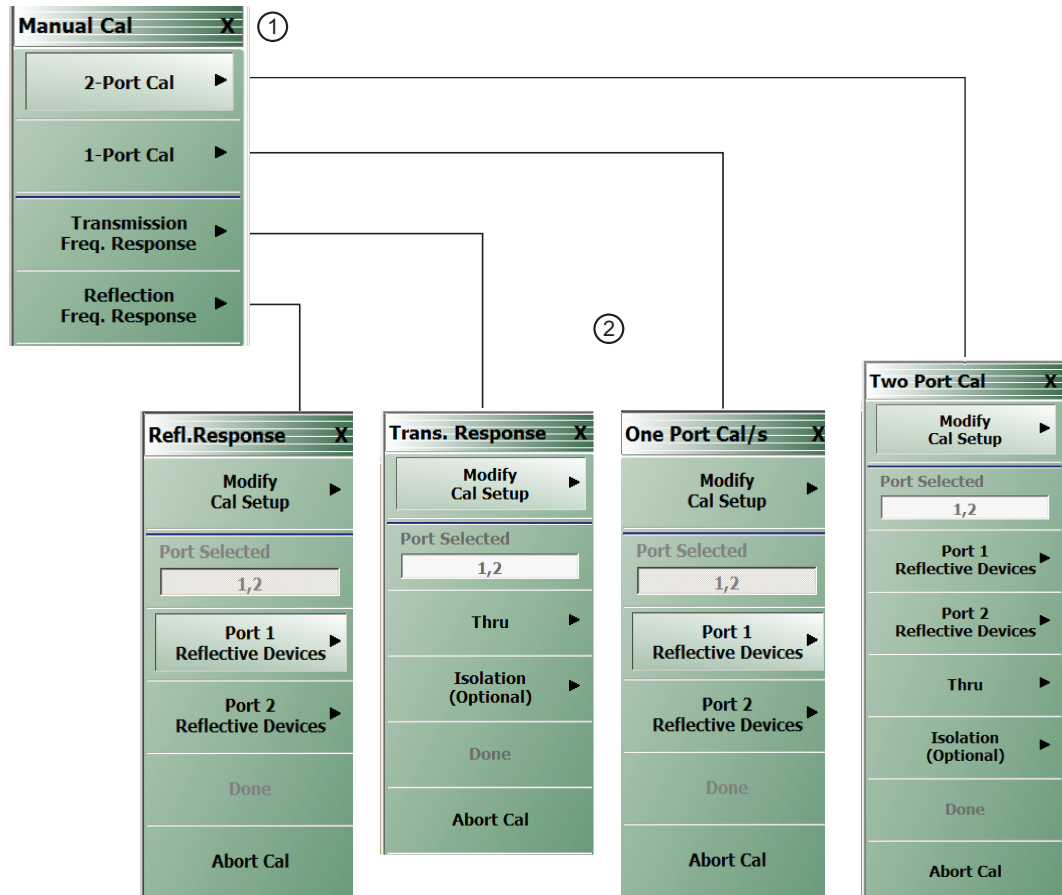 Manual Cal X
①
2-Port Cal
1-Port Cal
Transmission
Freq. Response
Reflection
Freq. Response
②
Refl.Response X
Modify
Cal Setup
Port Selected
1,2
Port 1
Reflective Devices
Port 2
Reflective Devices
Done
Abort Cal
Trans. Response X
Modify
Cal Setup
Port Selected
1,2
Thru
Isolation
(Optional)
Done
Abort Cal
One Port Cal/s X
Modify
Cal Setup
Port Selected
1,2
Port 1
Reflective Devices
Port 2
Reflective Devices
Done
Abort Cal
Two Port Cal X
Modify
Cal Setup
Port Selected
1,2
Port 1
Reflective Devices
Port 2
Reflective Devices
Thru
Isolation
(Optional)
Done
Abort Cal